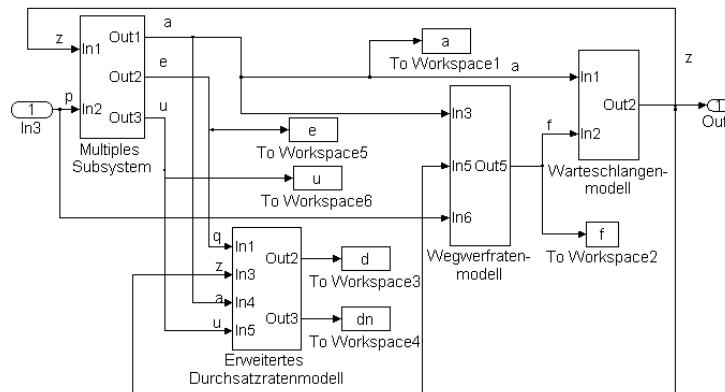 a
z
In1
Out1
a
To Workspace1
a
In1
z
e
Out2
Out2
1
In3
p
In2
Out3
u
Multiples
Subsystem
e
To Workspace5
u
To Workspace6
In3
In5
Out5
In6
Wegwerfraten-
modell
f
In2
Warteschlangen-
modell
1
Out
f
To Workspace2
q
In1
z
In3
a
In4
u
In5
Out2
Out3
d
To Workspace3
dn
To Workspace4
Erweitertes
Durchsatzratenmodell